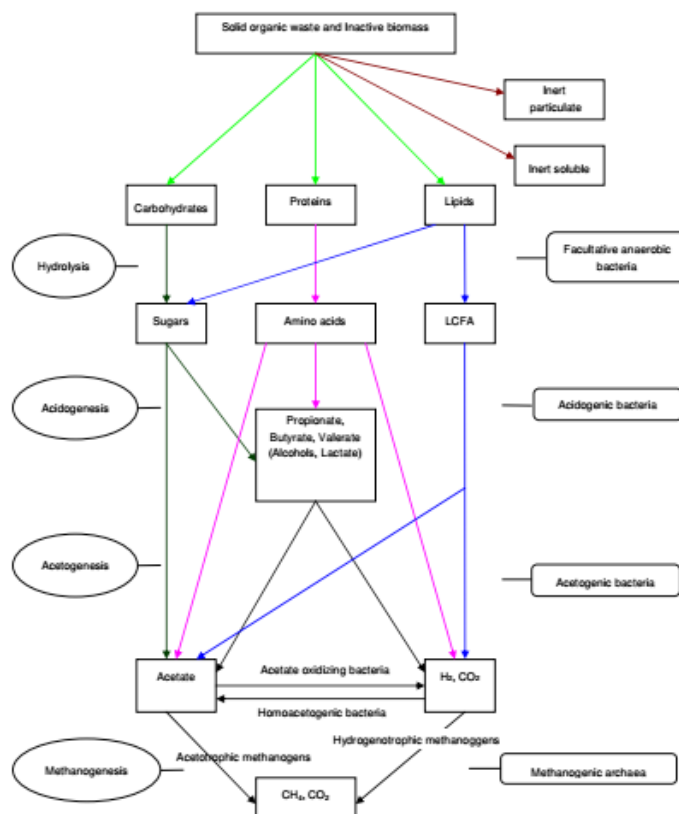 Solid organic waste and Inactive biomass
Inert
particulate
Inert soluble
Carbohydrates
Proteins
Lipids
Hydrolysis
Facultative anaerobic
bacteria
Sugars
Amino acids
LCFA
Acidogenesis
Acidogenic bacteria
Propionate,
Butyrate, Valerate
(Alcohols, Lactate)
Acetogenesis
Acetogenic bacteria
Acetate
Acetate oxidizing bacteria
H₂, CO₂
Homoacetogenic bacteria
Acetotrophic methanogens
Hydrogenotrophic methanoggens
Methanogenesis
Methanogenic archaea
CH₄, CO₂